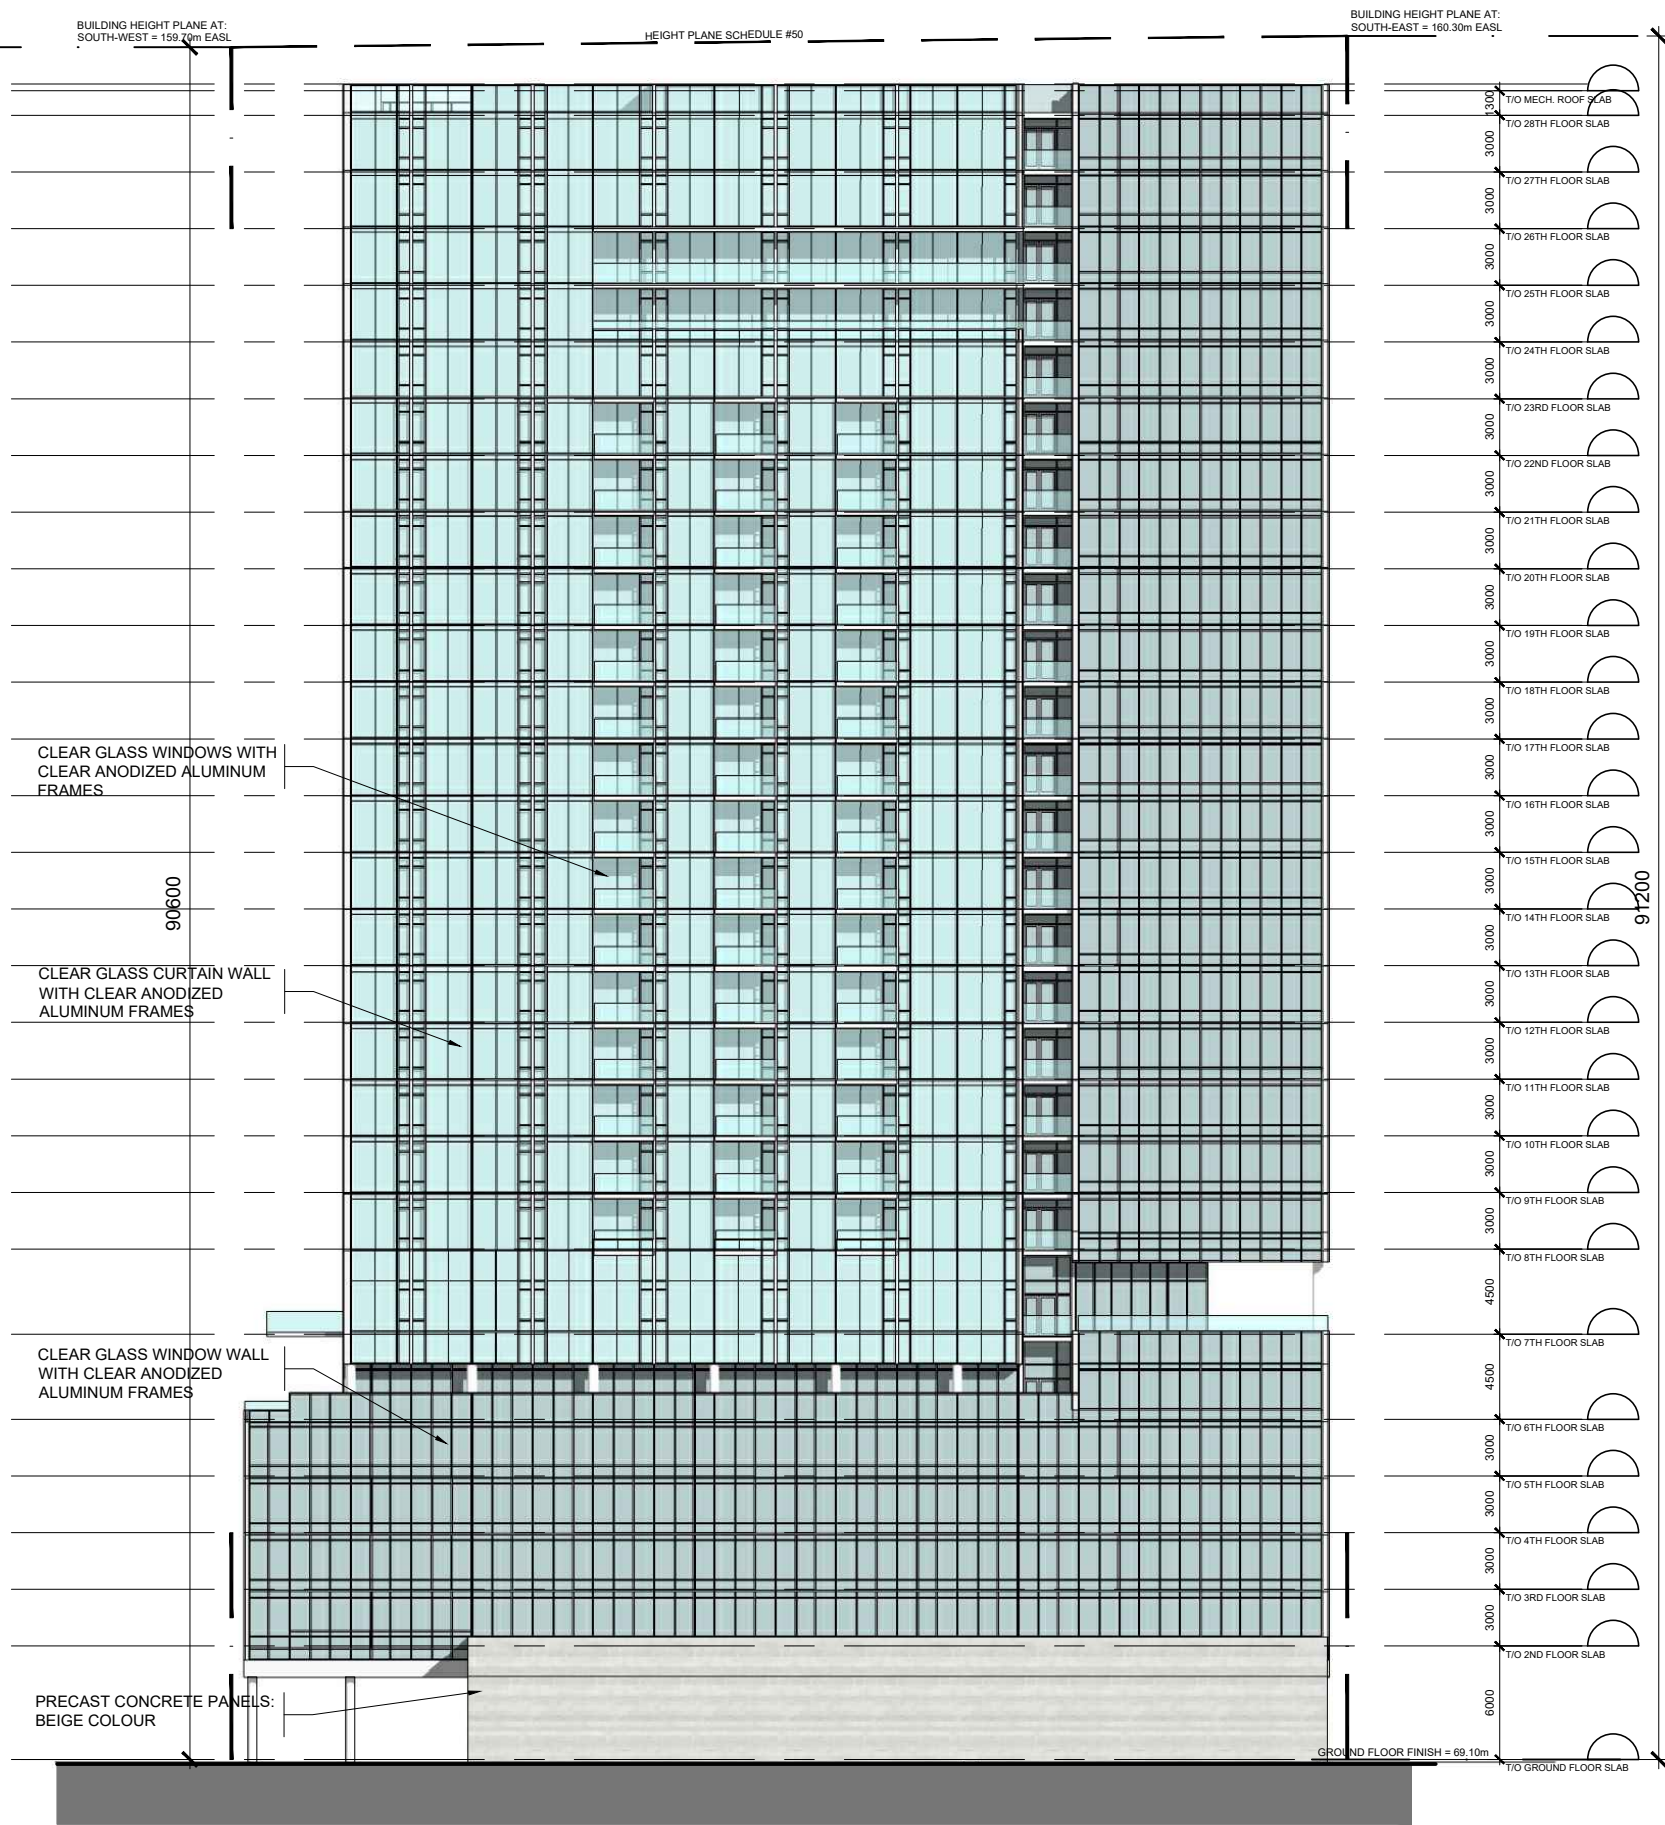 BUILDING HEIGHT PLANE AT:
SOUTH-WEST = 159.70m EASL
HEIGHT PLANE SCHEDULE #50
BUILDING HEIGHT PLANE AT:
SOUTH-EAST = 160.30m EASL
1300
T/O MECH. ROOF SLAB
T/O 28TH FLOOR SLAB
3000
T/O 27TH FLOOR SLAB
3000
T/O 26TH FLOOR SLAB
3000
T/O 25TH FLOOR SLAB
3000
T/O 24TH FLOOR SLAB
3000
T/O 23RD FLOOR SLAB
3000
T/O 22ND FLOOR SLAB
3000
T/O 21TH FLOOR SLAB
3000
T/O 20TH FLOOR SLAB
3000
T/O 19TH FLOOR SLAB
3000
T/O 18TH FLOOR SLAB
3000
T/O 17TH FLOOR SLAB
CLEAR GLASS WINDOWS WITH
CLEAR ANODIZED ALUMINUM
FRAMES
3000
T/O 16TH FLOOR SLAB
3000
T/O 15TH FLOOR SLAB
90600
3000
91200
T/O 14TH FLOOR SLAB
3000
T/O 13TH FLOOR SLAB
CLEAR GLASS CURTAIN WALL
WITH CLEAR ANODIZED
ALUMINUM FRAMES
3000
T/O 12TH FLOOR SLAB
3000
T/O 11TH FLOOR SLAB
3000
T/O 10TH FLOOR SLAB
3000
T/O 9TH FLOOR SLAB
3000
T/O 8TH FLOOR SLAB
4500
T/O 7TH FLOOR SLAB
CLEAR GLASS WINDOW WALL
WITH CLEAR ANODIZED
ALUMINUM FRAMES
4500
T/O 6TH FLOOR SLAB
3000
T/O 5TH FLOOR SLAB
3000
T/O 4TH FLOOR SLAB
3000
T/O 3RD FLOOR SLAB
3000
T/O 2ND FLOOR SLAB
PRECAST CONCRETE PANELS:
BEIGE COLOUR
6000
GROUND FLOOR FINISH = 69.10m
T/O GROUND FLOOR SLAB